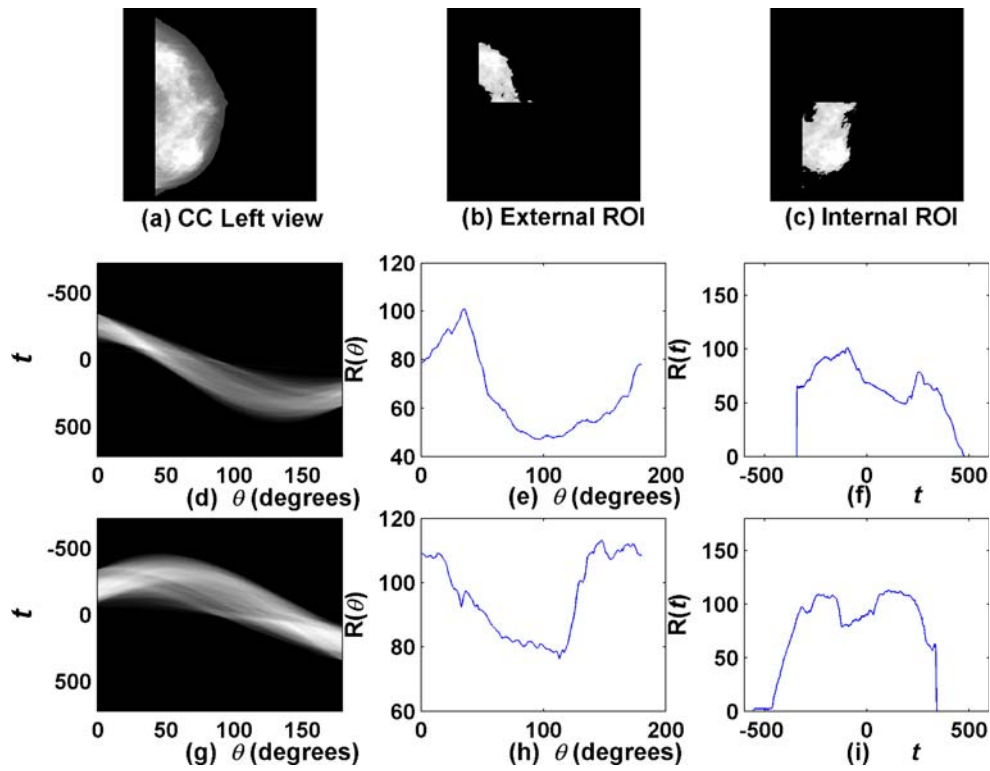 (a) CC Left view
(b) External ROI
(c) Internal ROI
t
-500
0
500
0 50 100 150
(d) θ (degrees)
R(θ)
120
100
80
60
40
0 100 200
(e) θ (degrees)
R(t)
150
100
50
0
-500 0 500
(f) t
t
-500
0
500
0 50 100 150
(g) θ (degrees)
R(θ)
120
100
80
60
0 100 200
(h) θ (degrees)
R(t)
150
100
50
0
-500 0 500
(i) t